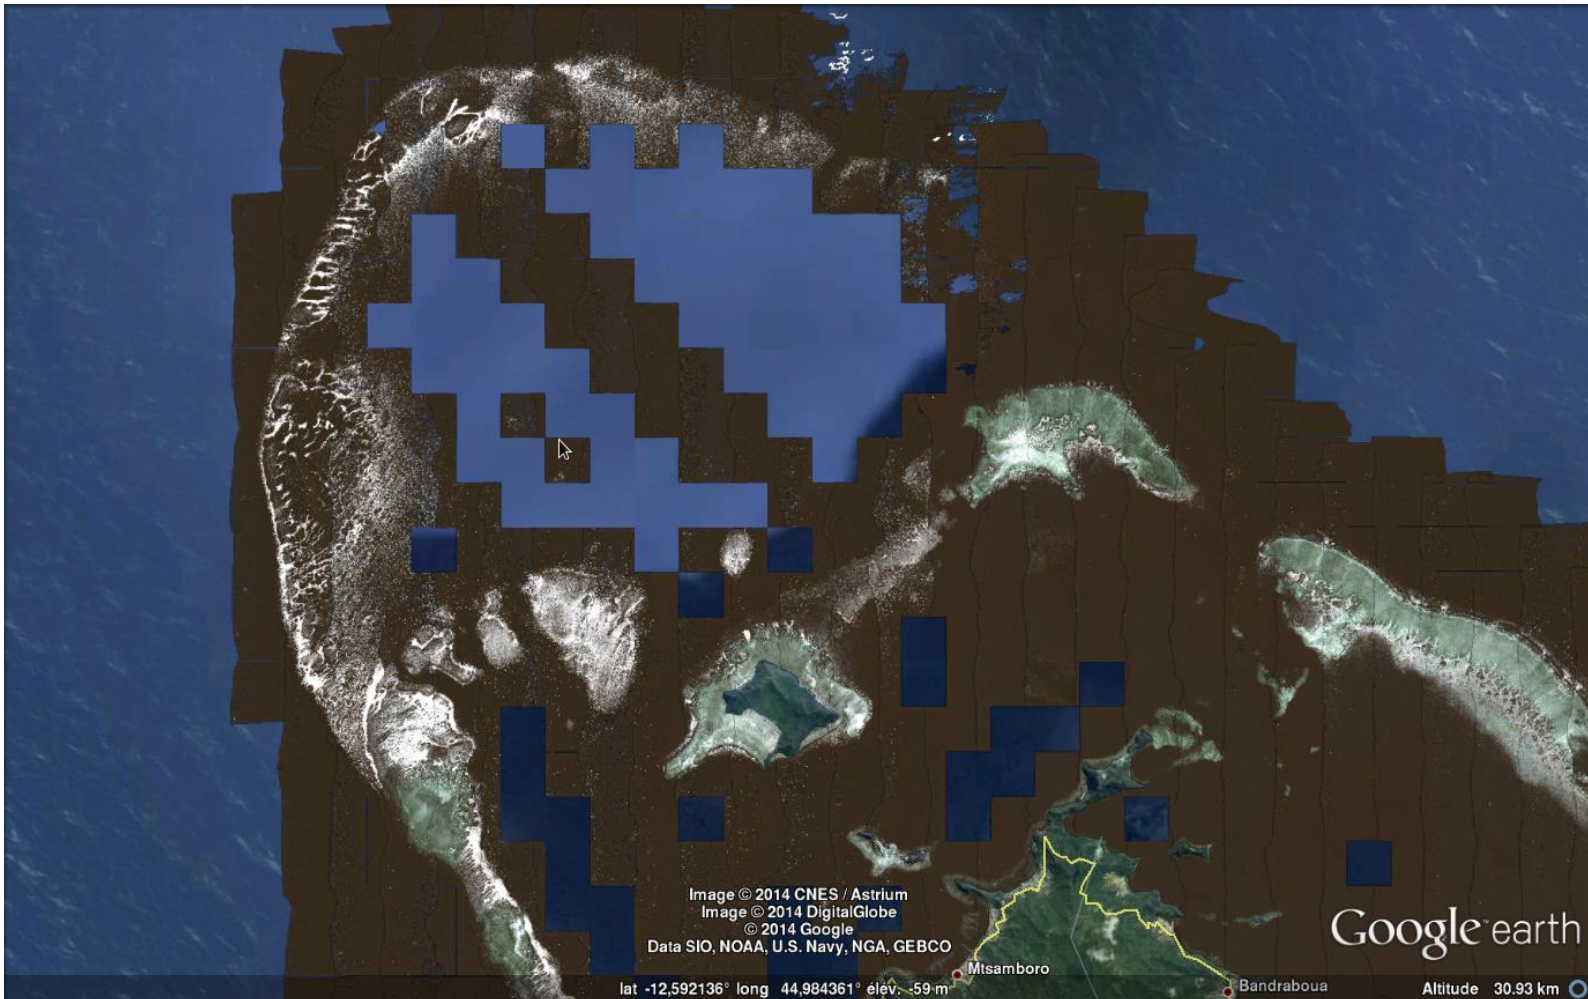 Image © 2014 CNES / Astrium
Image © 2014 DigitalGlobe
© 2014 Google
Data SIO, NOAA, U.S. Navy, NGA, GEBCO
Google earth
Mtsamboro
Bandraboua
lat -12,592136° long 44,984361° élév. -59 m
Altitude 30.93 km